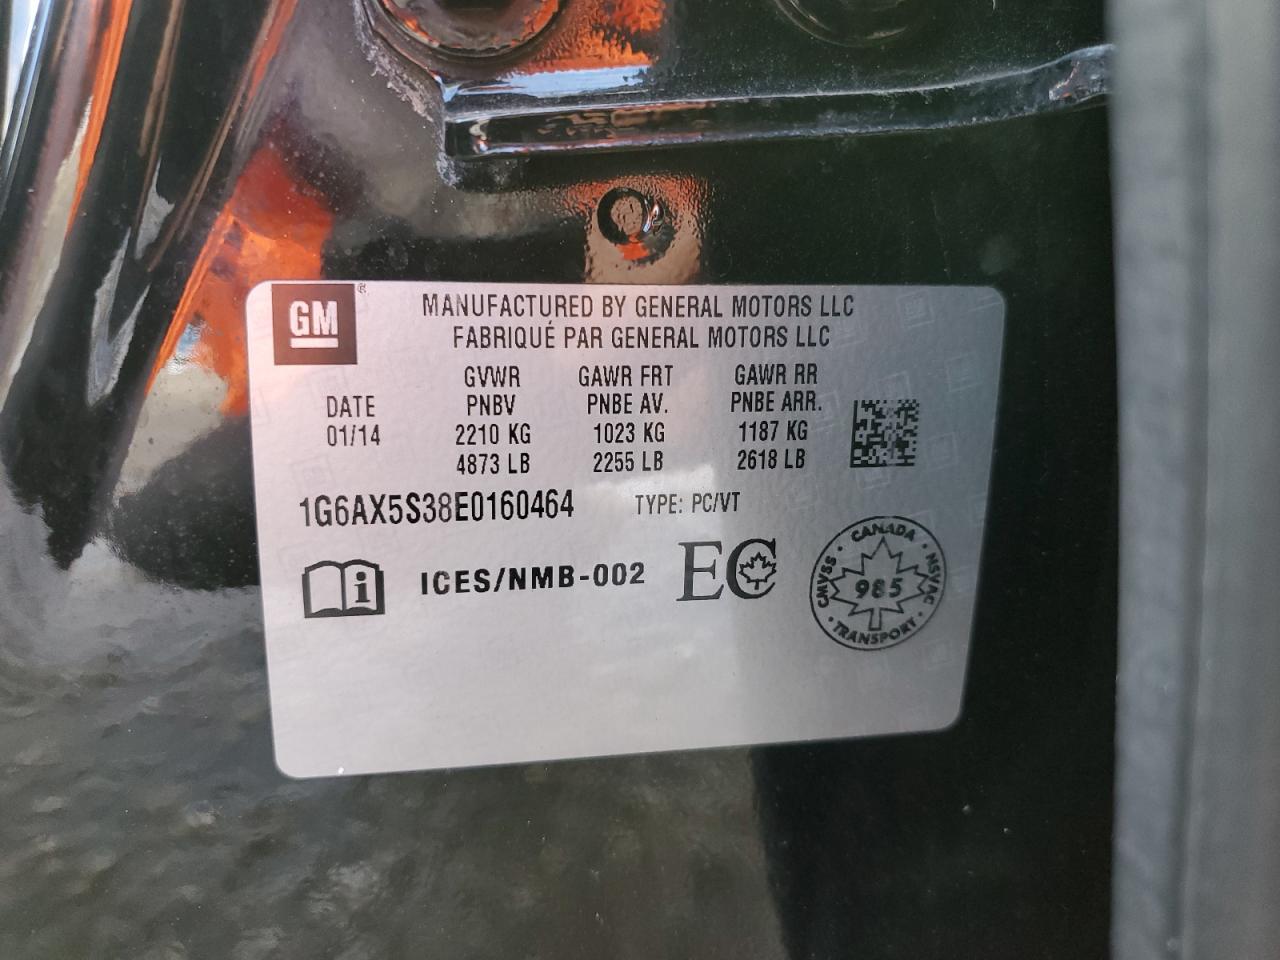 GM
MANUFACTURED BY GENERAL MOTORS LLC
FABRIQUÉ PAR GENERAL MOTORS LLC
GVWR GAWR FRT GAWR RR
DATE PNBV PNBE AV. PNBE ARR.
01/14 2210 KG 1023 KG 1187 KG
4873 LB 2255 LB 2618 LB
1G6AX5S38E0160464 TYPE: PC/VT
i ICES/NMB-002 EC
CANADA
CMVSS 985 NSVAC
TRANSPORT